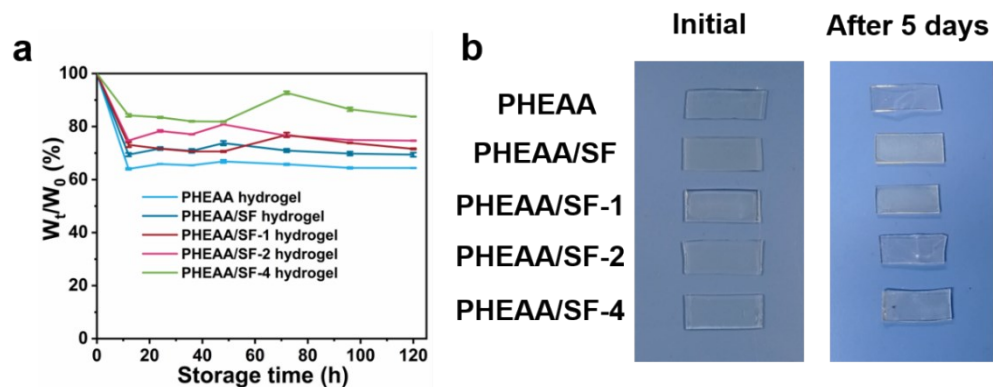 a
100
80
60
40
20
0
W_t/W_0 (%)
PHEAA hydrogel
PHEAA/SF hydrogel
PHEAA/SF-1 hydrogel
PHEAA/SF-2 hydrogel
PHEAA/SF-4 hydrogel
0 20 40 60 80 100 120
Storage time (h)
b
Initial After 5 days
PHEAA
PHEAA/SF
PHEAA/SF-1
PHEAA/SF-2
PHEAA/SF-4